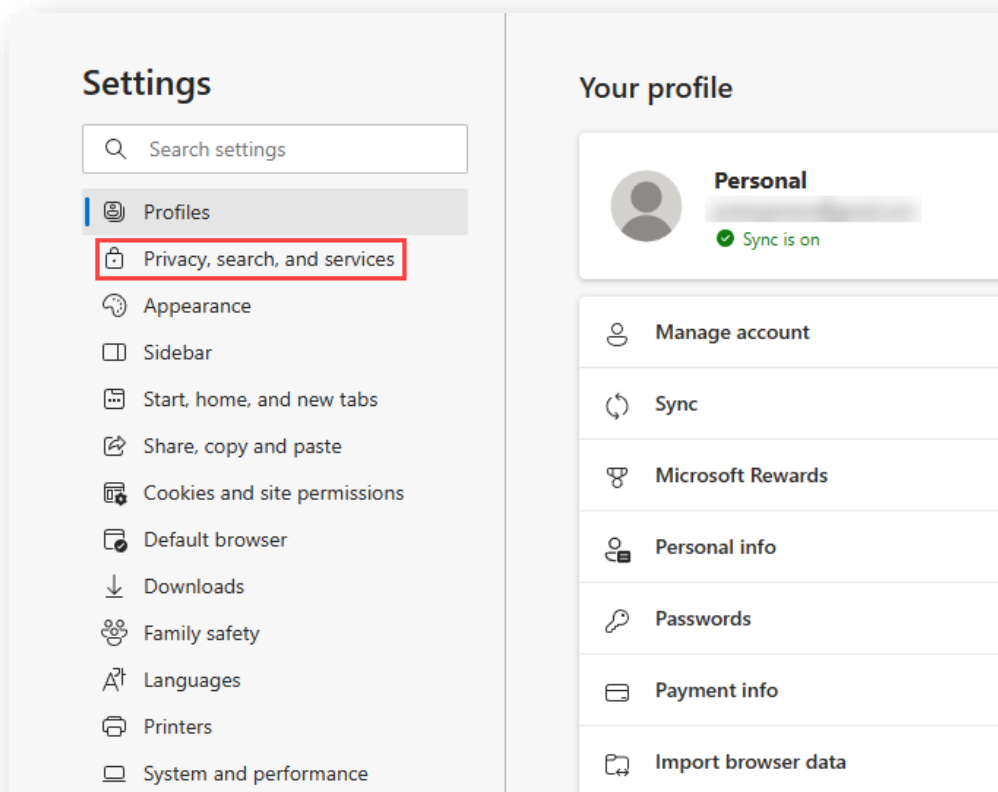 Settings
Search settings
Profiles
Privacy, search, and services
Appearance
Sidebar
Start, home, and new tabs
Share, copy and paste
Cookies and site permissions
Default browser
Downloads
Family safety
Languages
Printers
System and performance
Your profile
Personal
Sync is on
Manage account
Sync
Microsoft Rewards
Personal info
Passwords
Payment info
Import browser data